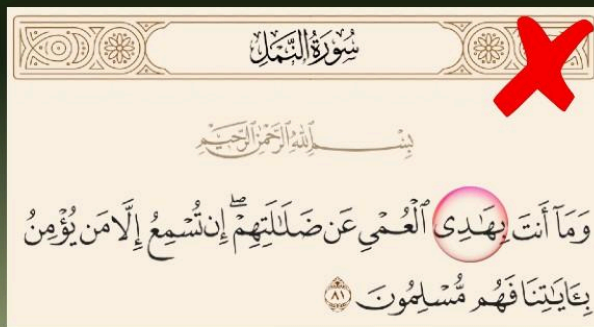 سُورَةُ النَّمۡلِ
بِسۡمِ ٱللَّهِ ٱلرَّحۡمَٰنِ ٱلرَّحِيمِ
وَمَآ أَنتَ بِهَٰدِى ٱلۡعُمۡيِ عَن ضَلَٰلَتِهِمۡۖ إِن تُسۡمِعُ إِلَّا مَن يُؤۡمِنُ
بِـَٔايَٰتِنَا فَهُم مُّسۡلِمُونَ ٨١